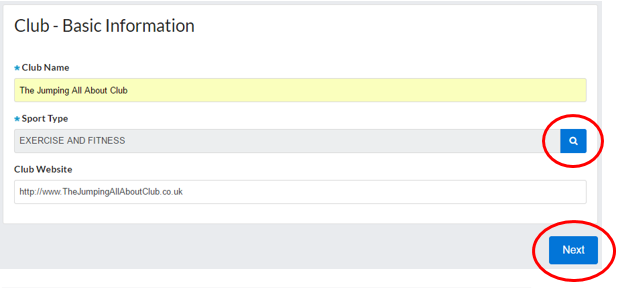 Club - Basic Information
* Club Name
The Jumping All About Club
* Sport Type
EXERCISE AND FITNESS
Club Website
http://www.TheJumpingAllAboutClub.co.uk
Next